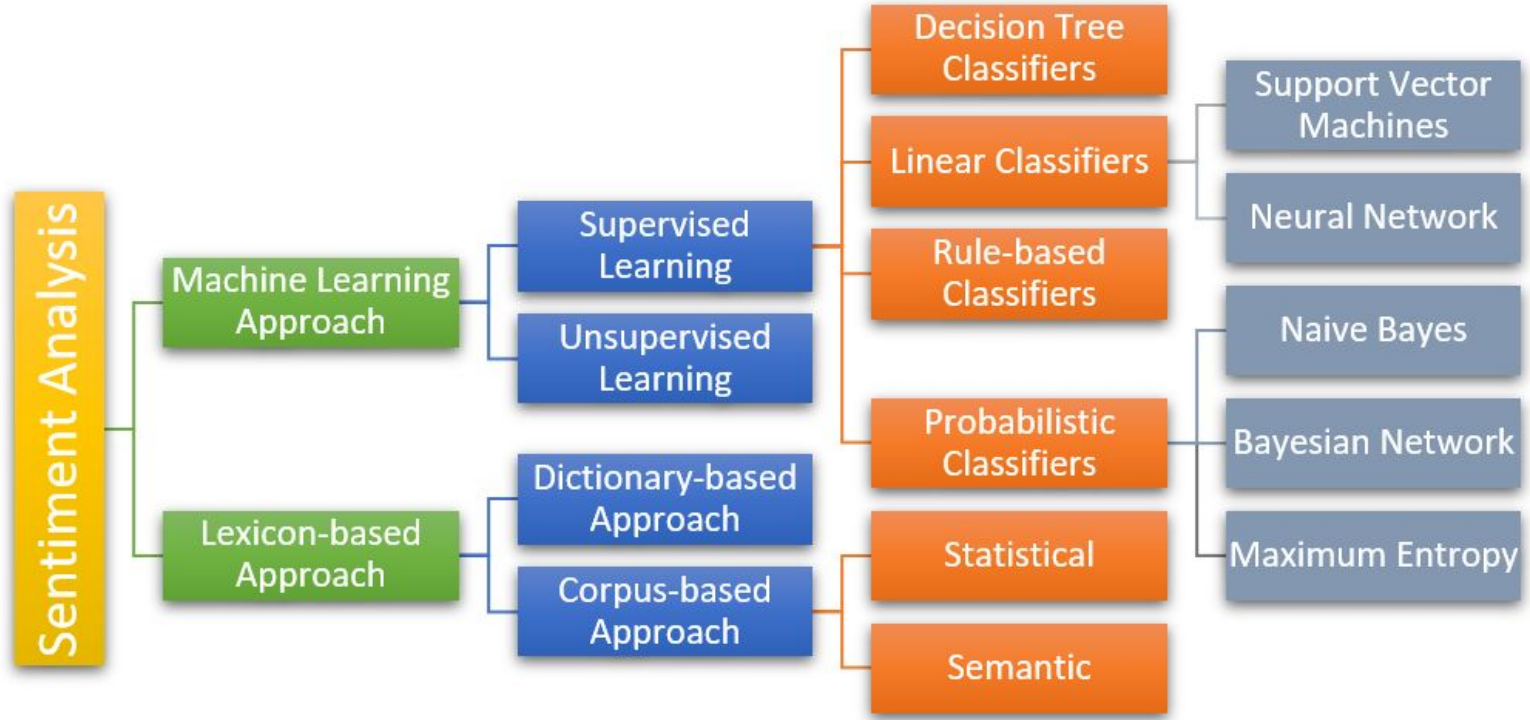 Sentiment Analysis
Machine Learning
Approach
Lexicon-based
Approach
Supervised
Learning
Unsupervised
Learning
Dictionary-based
Approach
Corpus-based
Approach
Decision Tree
Classifiers
Linear Classifiers
Rule-based
Classifiers
Probabilistic
Classifiers
Statistical
Semantic
Support Vector
Machines
Neural Network
Naive Bayes
Bayesian Network
Maximum Entropy